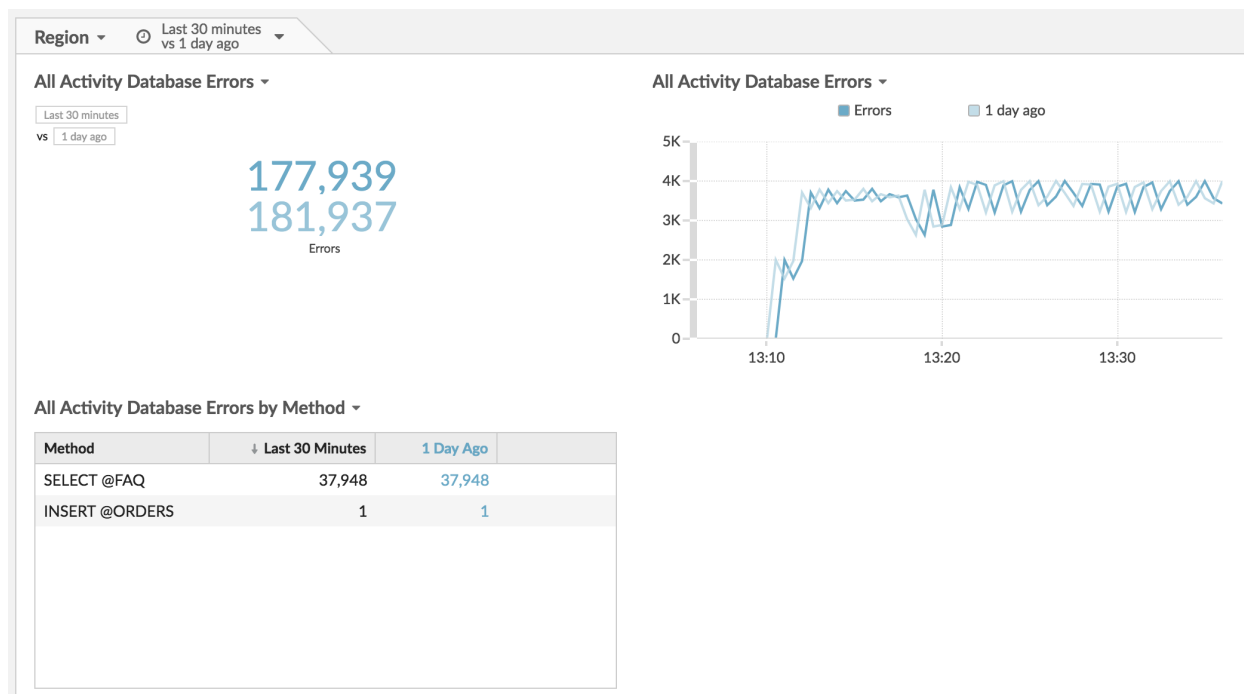 Region
Last 30 minutes
vs 1 day ago
All Activity Database Errors
Last 30 minutes
vs 1 day ago
177,939
181,937
Errors
All Activity Database Errors
Errors 1 day ago
5K
4K
3K
2K
1K
0
13:10 13:20 13:30
All Activity Database Errors by Method
Method ↓ Last 30 Minutes 1 Day Ago
SELECT @FAQ 37,948 37,948
INSERT @ORDERS 1 1